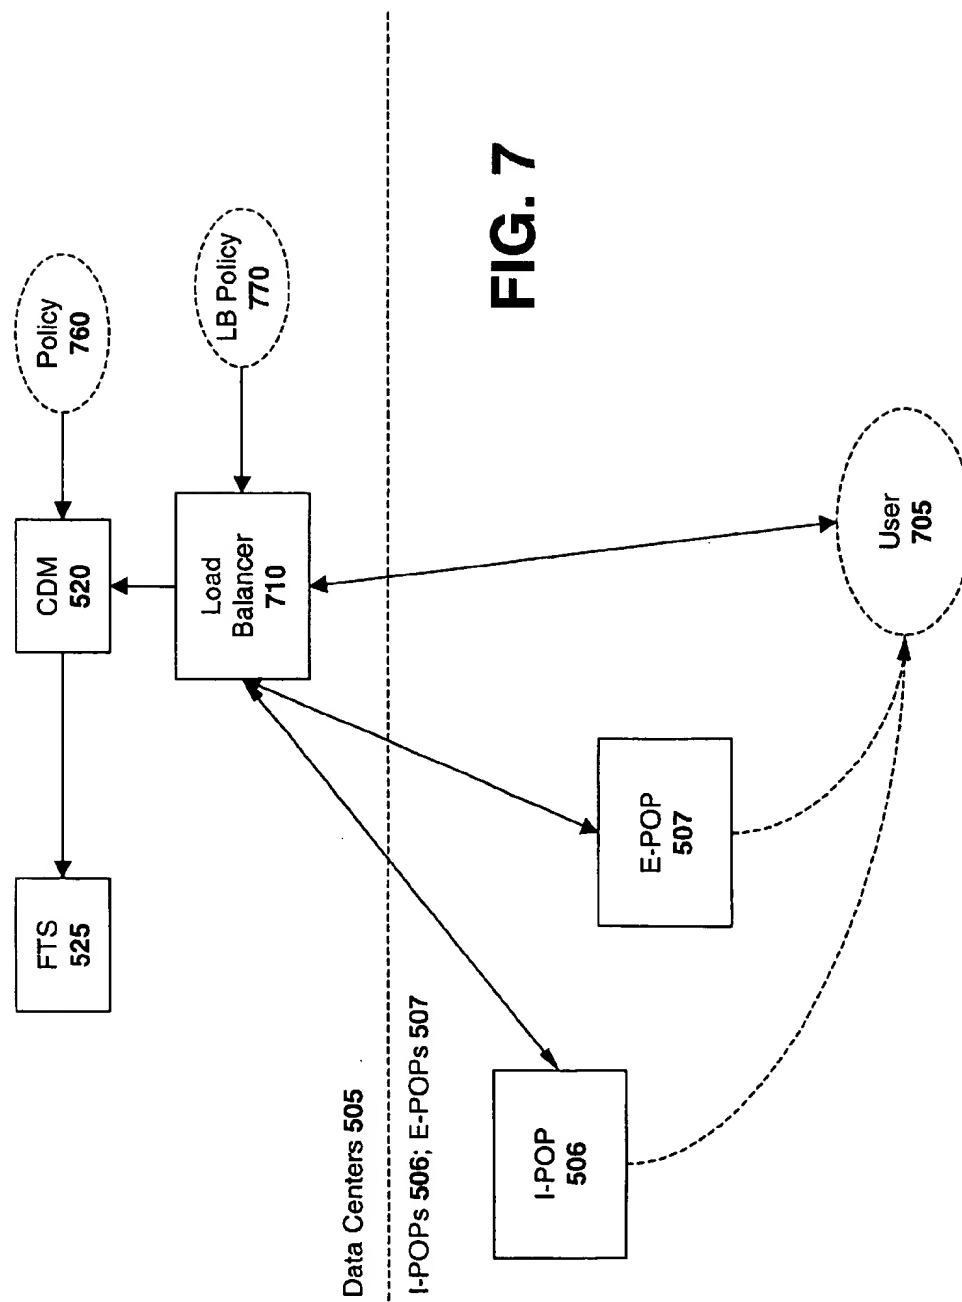 FTS
525
CDM
520
Policy
760
Load
Balancer
710
LB Policy
770
Data Centers 505
I-POPs 506; E-POPs 507
I-POP
506
E-POP
507
User
705
FIG. 7